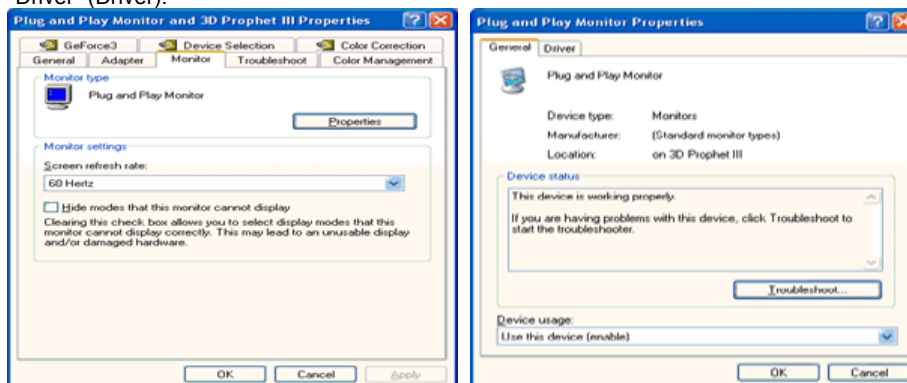 "Driver" (Driver).
Plug and Play Monitor and 3D Prophet III Properties
GeForce3 Device Selection Color Correction
General Adapter Monitor Troubleshoot Color Management
Monitor type
Plug and Play Monitor
Properties
Monitor settings
Screen refresh rate:
60 Hertz
Hide modes that this monitor cannot display
Clearing this check box allows you to select display modes that this
monitor cannot display correctly. This may lead to an unusable display
and/or damaged hardware.
OK Cancel Apply
Plug and Play Monitor Properties
General Driver
Plug and Play Monitor
Device type: Monitors
Manufacturer: (Standard monitor types)
Location: on 3D Prophet III
Device status
This device is working properly.
If you are having problems with this device, click Troubleshoot to
start the troubleshooter.
Troubleshoot...
Device usage:
Use this device (enable)
OK Cancel